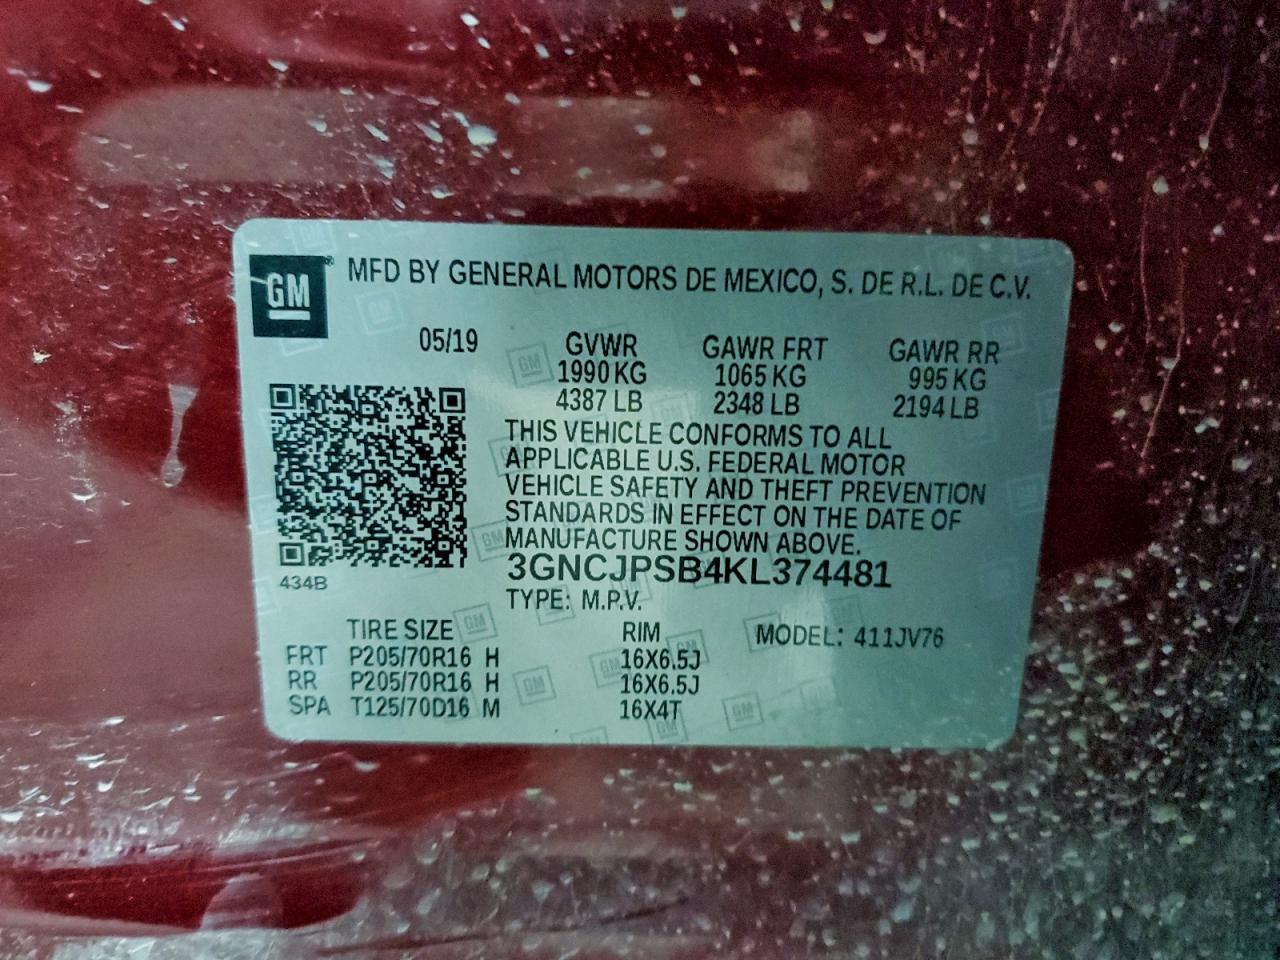 GM ® MFD BY GENERAL MOTORS DE MEXICO, S. DE R.L. DE C.V.
05/19 GVWR GAWR FRT GAWR RR
1990 KG 1065 KG 995 KG
4387 LB 2348 LB 2194 LB
THIS VEHICLE CONFORMS TO ALL
APPLICABLE U.S. FEDERAL MOTOR
VEHICLE SAFETY AND THEFT PREVENTION
STANDARDS IN EFFECT ON THE DATE OF
MANUFACTURE SHOWN ABOVE.
3GNCJPSB4KL374481
434B
TYPE: M.P.V.
TIRE SIZE RIM MODEL: 411JV76
FRT P205/70R16 H 16X6.5J
RR P205/70R16 H 16X6.5J
SPA T125/70D16 M 16X4T